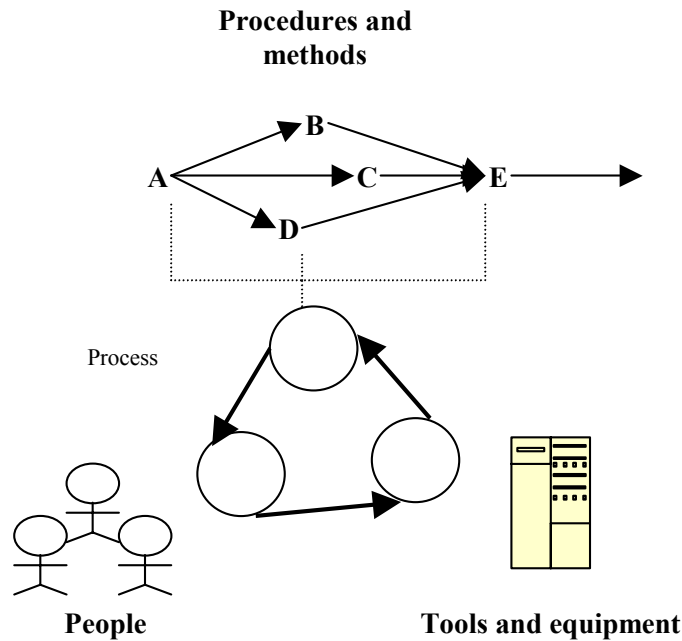 Procedures and
methods
B
A
C
E
D
Process
People
Tools and equipment